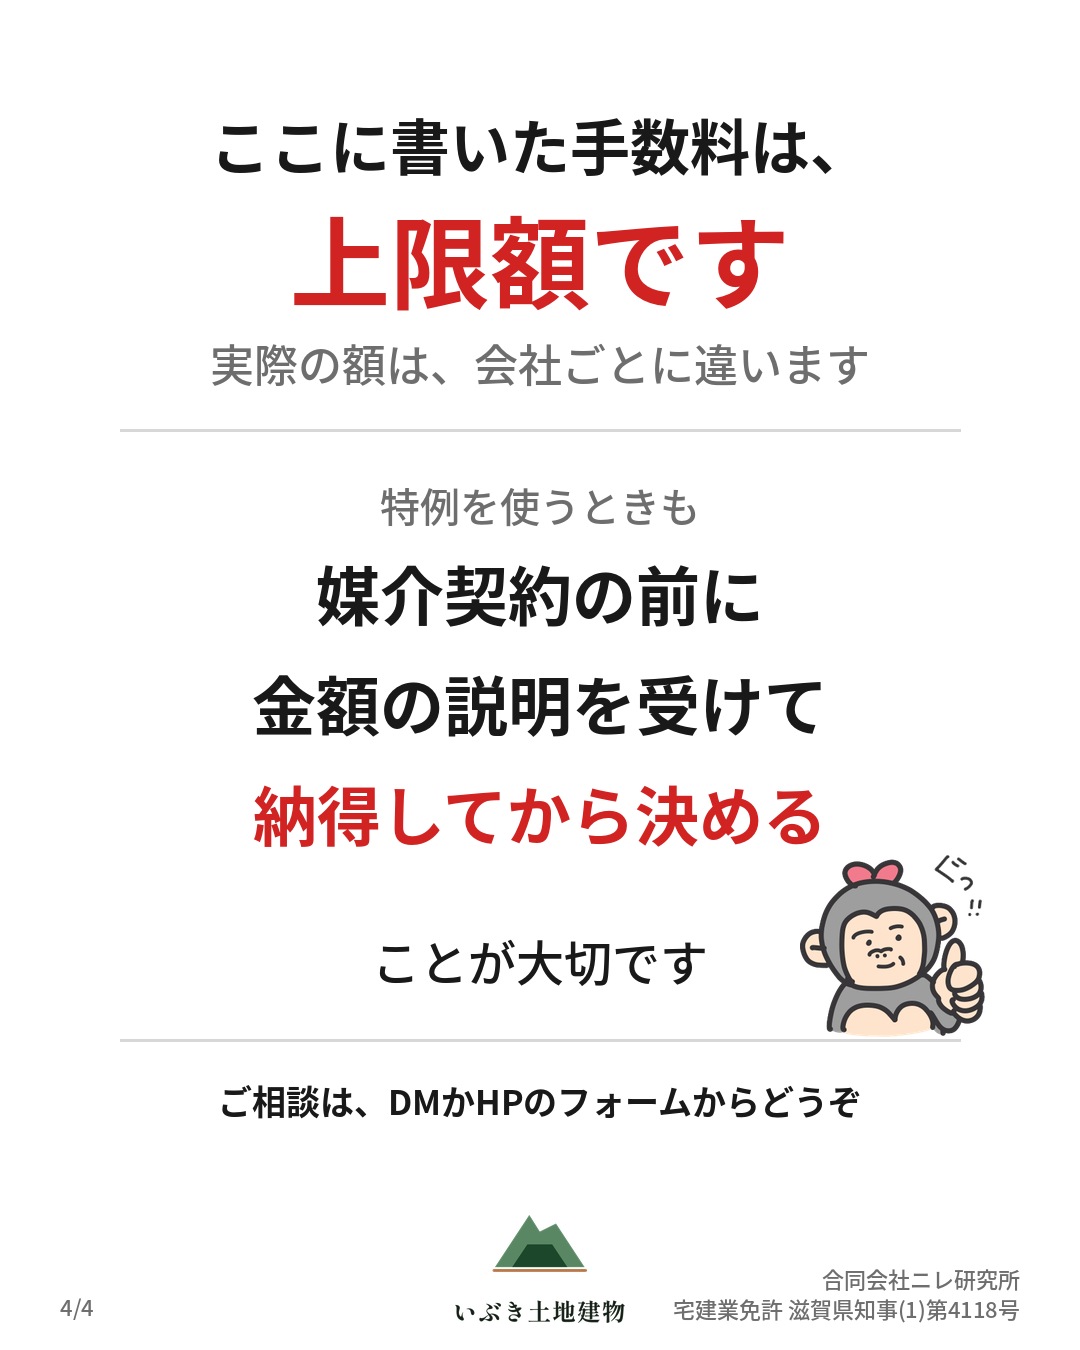 ここに書いた手数料は、
上限額です
実際の額は、会社ごとに違います
特例を使うときも
媒介契約の前に
金額の説明を受けて
納得してから決める
ぐっ
!!
ことが大切です
ご相談は、DMかHPのフォームからどうぞ
4/4
いぶき土地建物
合同会社ニレ研究所
宅建業免許 滋賀県知事(1)第4118号